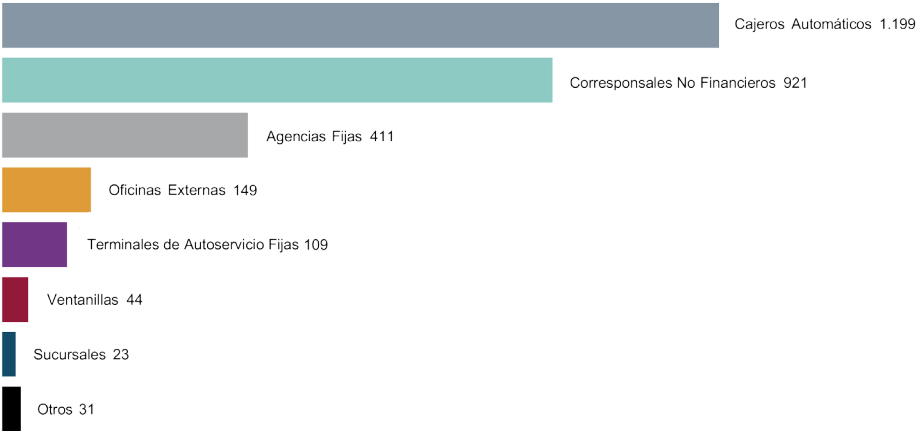 Cajeros Automáticos 1.199
Corresponsales No Financieros 921
Agencias Fijas 411
Oficinas Externas 149
Terminales de Autoservicio Fijas 109
Ventanillas 44
Sucursales 23
Otros 31